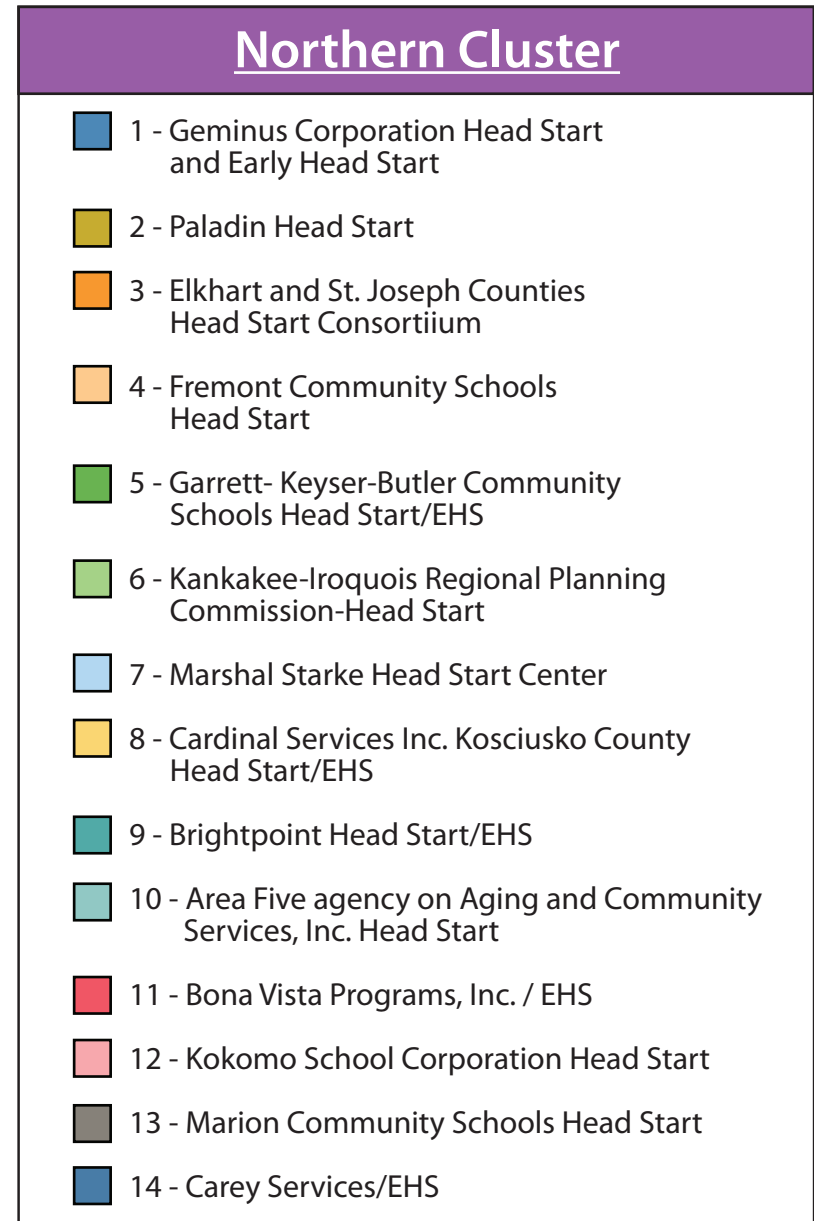 Northern Cluster
1 - Geminus Corporation Head Start
and Early Head Start
2 - Paladin Head Start
3 - Elkhart and St. Joseph Counties
Head Start Consortiium
4 - Fremont Community Schools
Head Start
5 - Garrett- Keyser-Butler Community
Schools Head Start/EHS
6 - Kankakee-Iroquois Regional Planning
Commission-Head Start
7 - Marshal Starke Head Start Center
8 - Cardinal Services Inc. Kosciusko County
Head Start/EHS
9 - Brightpoint Head Start/EHS
10 - Area Five agency on Aging and Community
Services, Inc. Head Start
11 - Bona Vista Programs, Inc. / EHS
12 - Kokomo School Corporation Head Start
13 - Marion Community Schools Head Start
14 - Carey Services/EHS